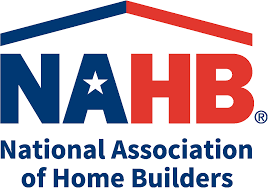 NAHB®
National Association
of Home Builders